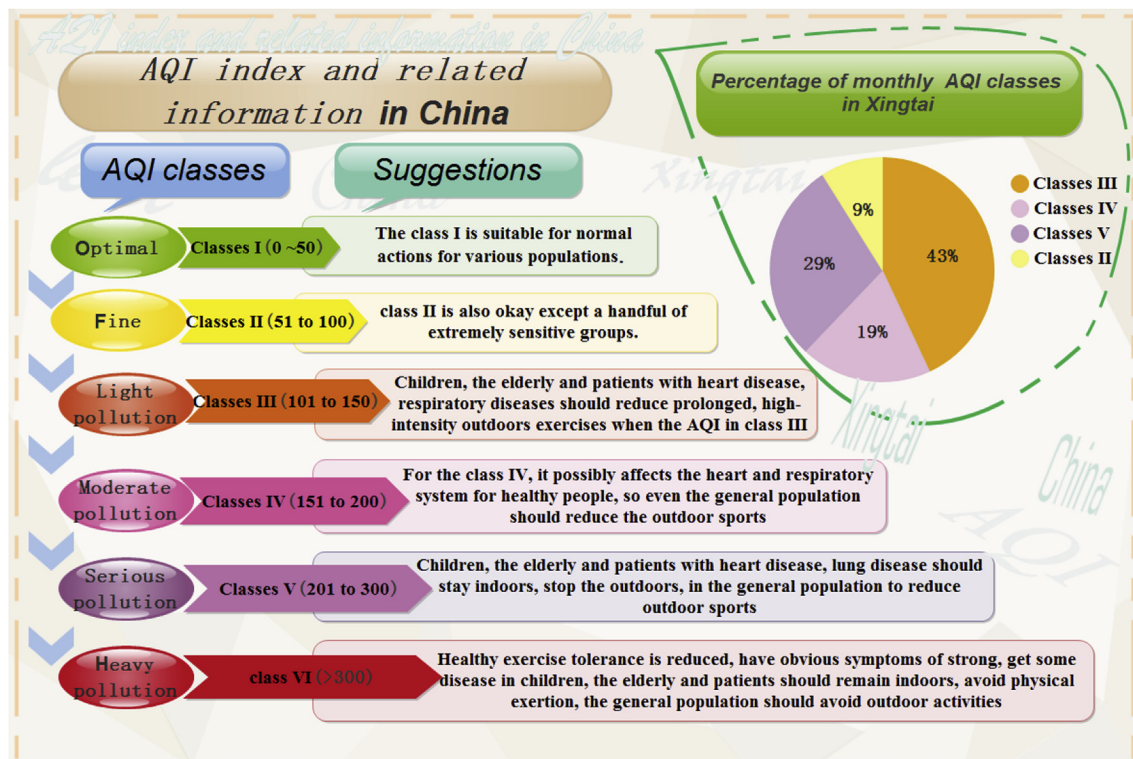 AQI index and related information in China
AQI index and related
information in China
Percentage of monthly AQI classes
in Xingtai
AQI classes
Suggestions
Optimal
Classes I (0 ~50)
The class I is suitable for normal
actions for various populations.
Fine
Classes II (51 to 100)
class II is also okay except a handful of
extremely sensitive groups.
Light
pollution
Classes III (101 to 150)
Children, the elderly and patients with heart disease,
respiratory diseases should reduce prolonged, high-
intensity outdoors exercises when the AQI in class III
Moderate
pollution
Classes IV (151 to 200)
For the class IV, it possibly affects the heart and respiratory
system for healthy people, so even the general population
should reduce the outdoor sports
Serious
pollution
Classes V (201 to 300)
Children, the elderly and patients with heart disease, lung disease should
stay indoors, stop the outdoors, in the general population to reduce
outdoor sports
Heavy
pollution
class VI (>300)
Healthy exercise tolerance is reduced, have obvious symptoms of strong, get some
disease in children, the elderly and patients should remain indoors, avoid physical
exertion, the general population should avoid outdoor activities
9%
43%
29%
19%
Classes III
Classes IV
Classes V
Classes II
China
Xingtai
Xingtai
China
AQI